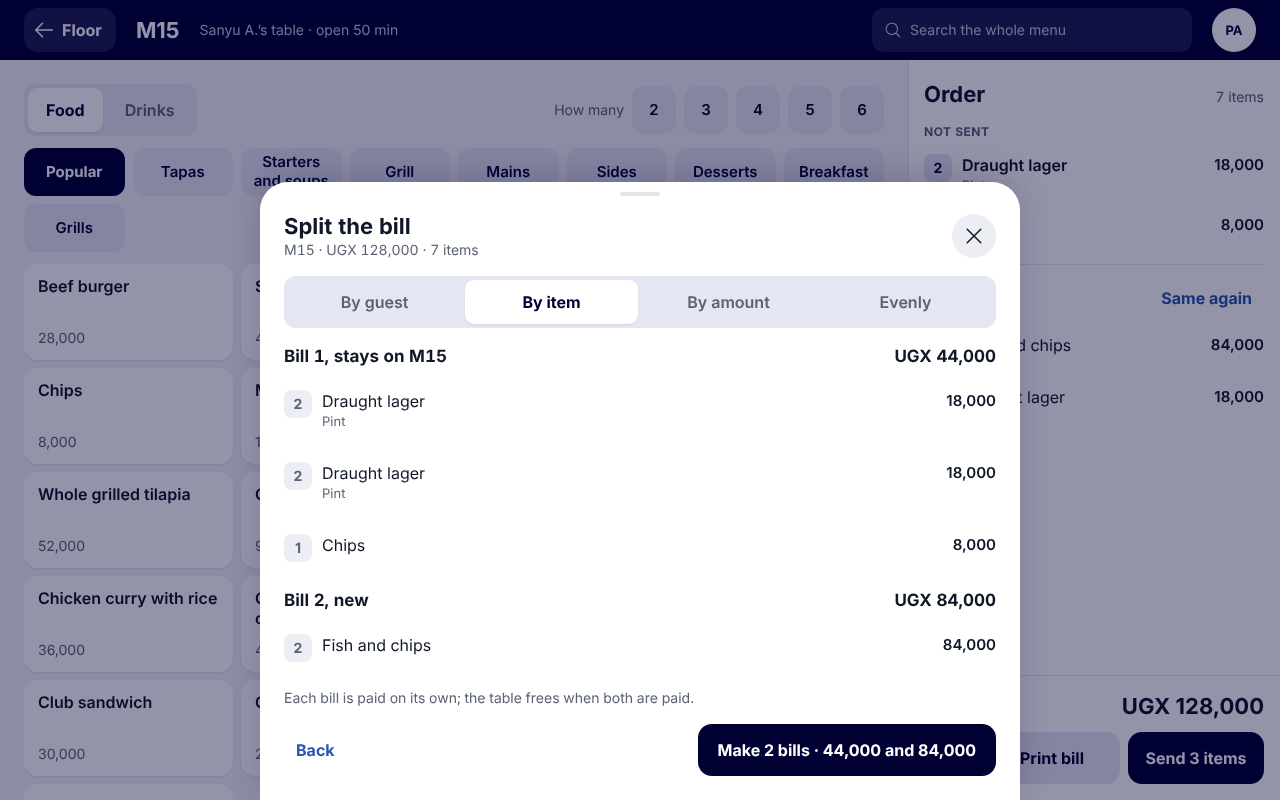 Floor
M15
Sanyu A.'s table · open 50 min
Search the whole menu
PA
Food
Drinks
How many
2
3
4
5
6
Popular
Tapas
Starters
and soups
Grill
Mains
Sides
Desserts
Breakfast
Grills
Beef burger
28,000
Chips
8,000
Whole grilled tilapia
52,000
Chicken curry with rice
36,000
Club sandwich
30,000
Order
7 items
NOT SENT
2
Draught lager
18,000
8,000
Same again
d chips
84,000
t lager
18,000
UGX 128,000
Print bill
Send 3 items
Split the bill
M15 · UGX 128,000 · 7 items
By guest
By item
By amount
Evenly
Bill 1, stays on M15
UGX 44,000
2
Draught lager
18,000
Pint
2
Draught lager
18,000
Pint
1
Chips
8,000
Bill 2, new
UGX 84,000
2
Fish and chips
84,000
Each bill is paid on its own; the table frees when both are paid.
Back
Make 2 bills · 44,000 and 84,000